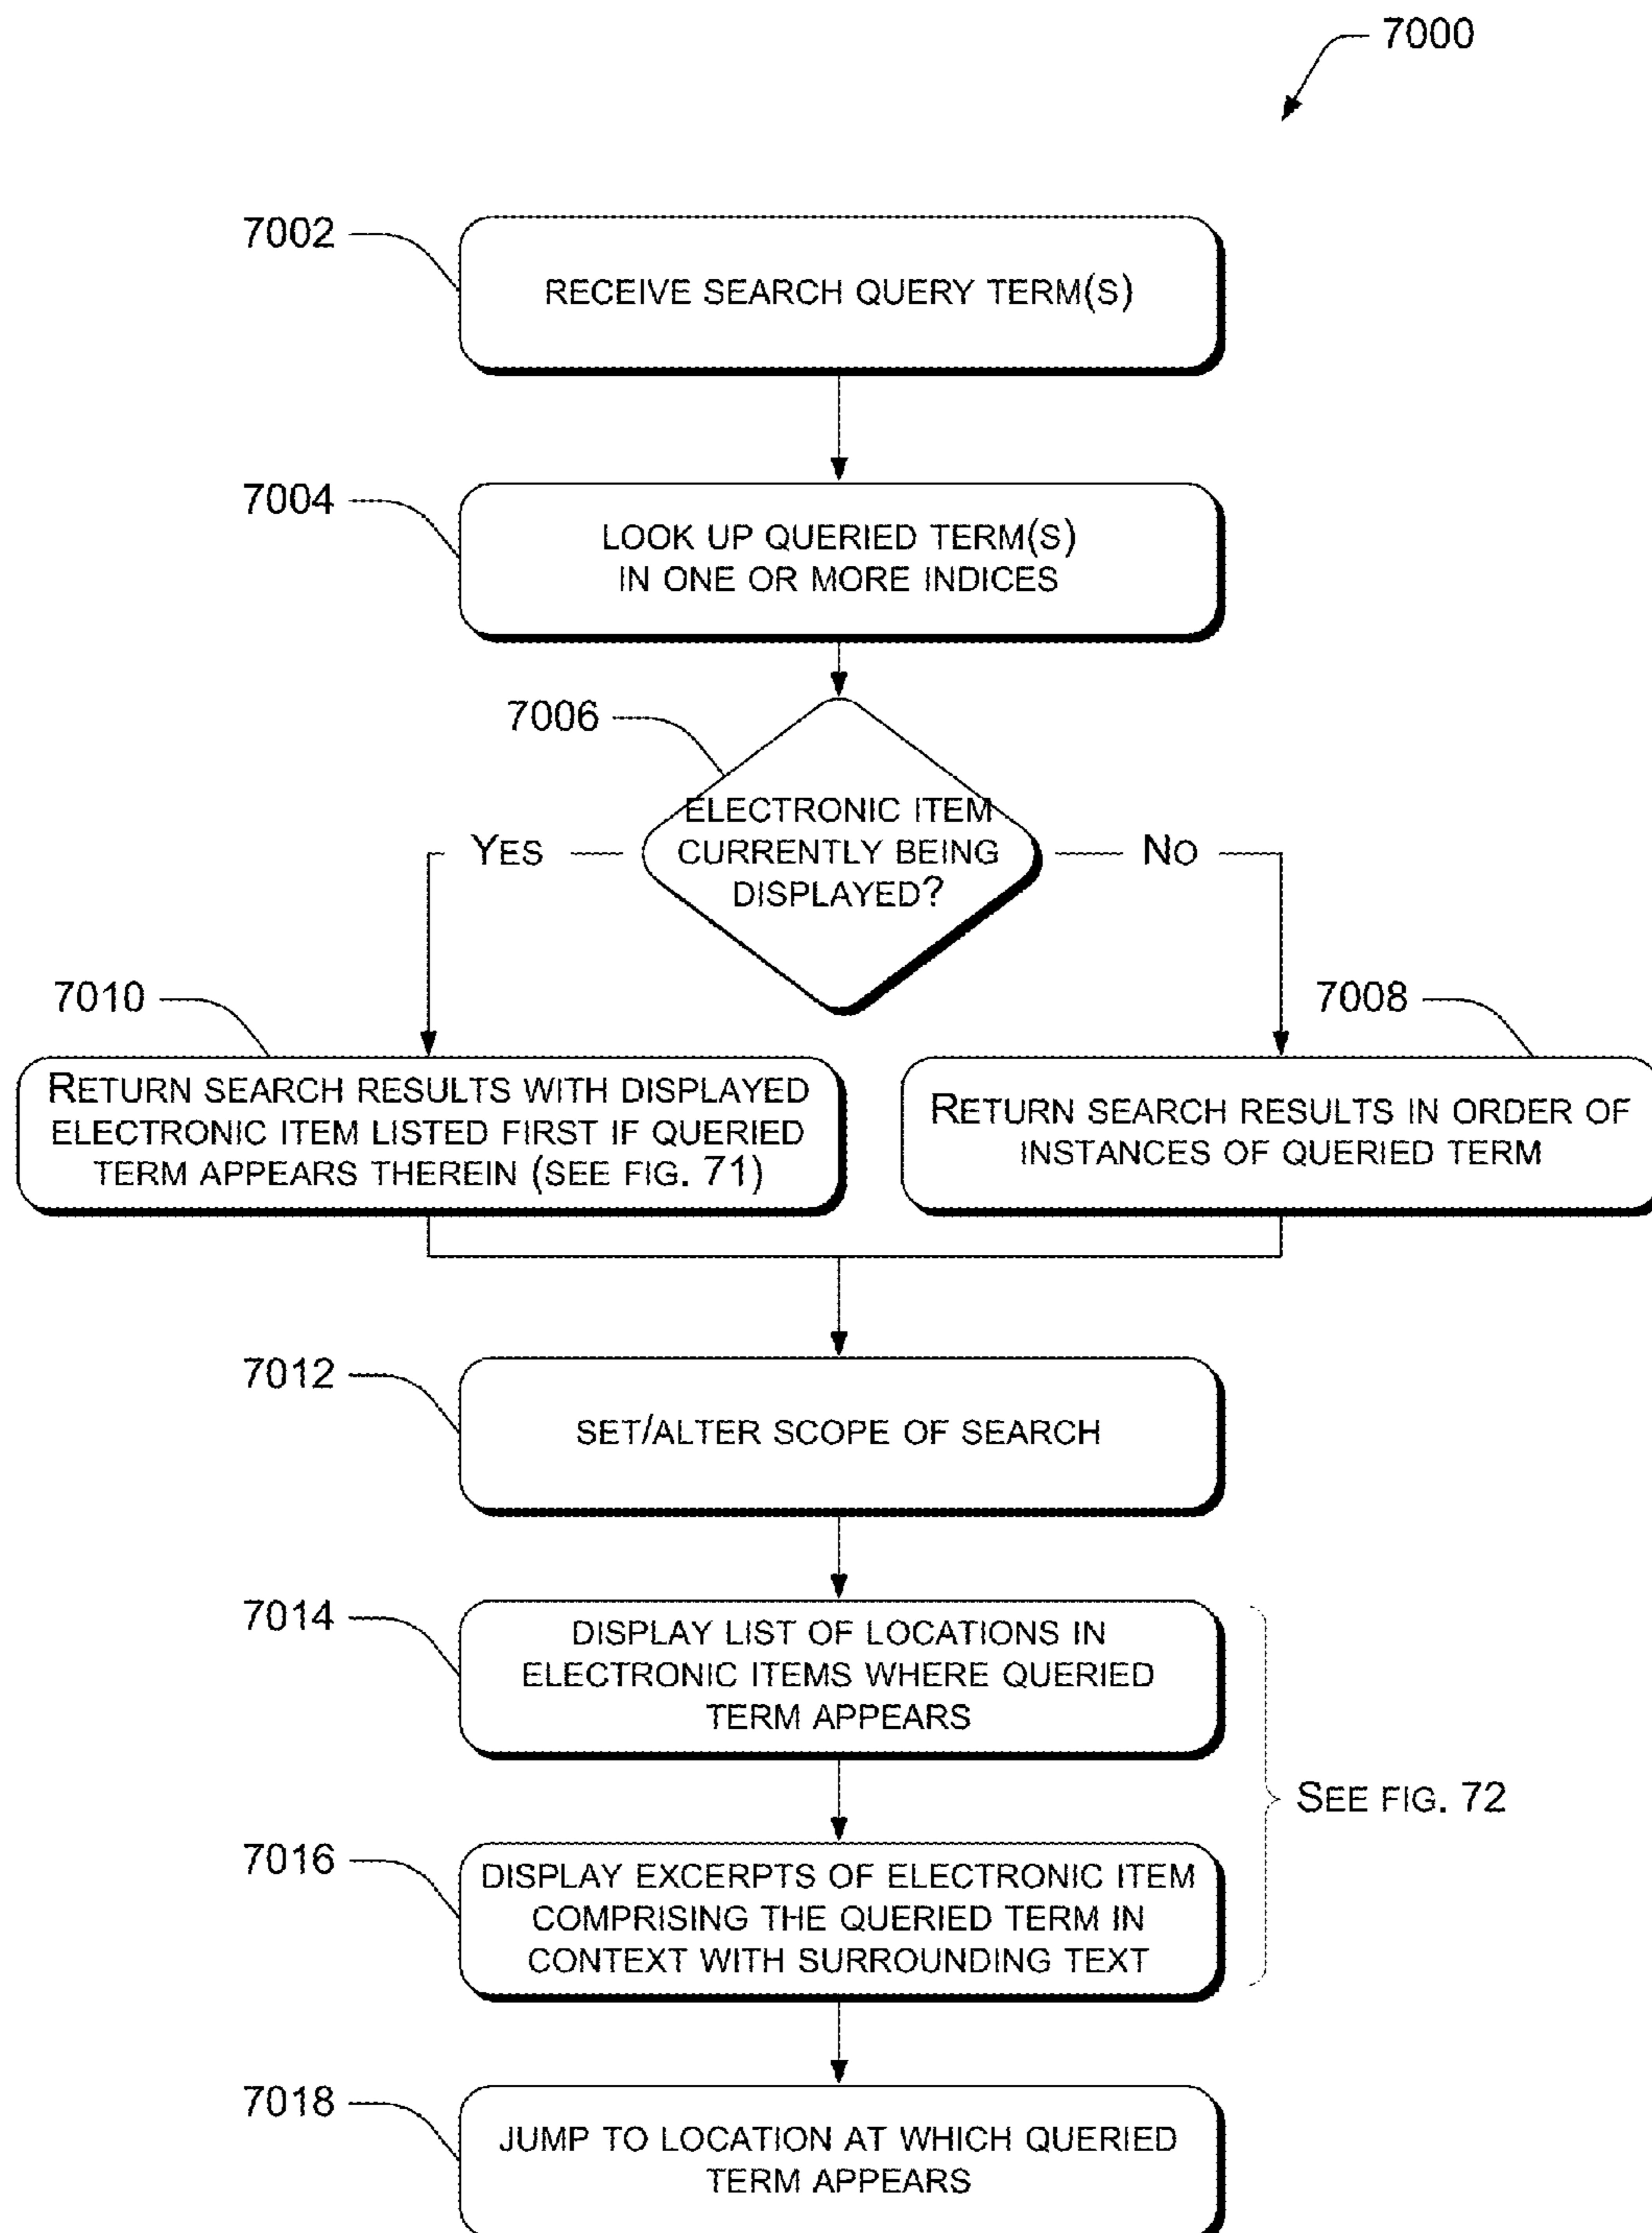 7000
7002
RECEIVE SEARCH QUERY TERM(S)
7004
LOOK UP QUERIED TERM(S)
IN ONE OR MORE INDICES
7006
ELECTRONIC ITEM
CURRENTLY BEING
DISPLAYED?
YES
NO
7010
RETURN SEARCH RESULTS WITH DISPLAYED
ELECTRONIC ITEM LISTED FIRST IF QUERIED
TERM APPEARS THEREIN (SEE FIG. 71)
7008
RETURN SEARCH RESULTS IN ORDER OF
INSTANCES OF QUERIED TERM
7012
SET/ALTER SCOPE OF SEARCH
7014
DISPLAY LIST OF LOCATIONS IN
ELECTRONIC ITEMS WHERE QUERIED
TERM APPEARS
SEE FIG. 72
7016
DISPLAY EXCERPTS OF ELECTRONIC ITEM
COMPRISING THE QUERIED TERM IN
CONTEXT WITH SURROUNDING TEXT
7018
JUMP TO LOCATION AT WHICH QUERIED
TERM APPEARS